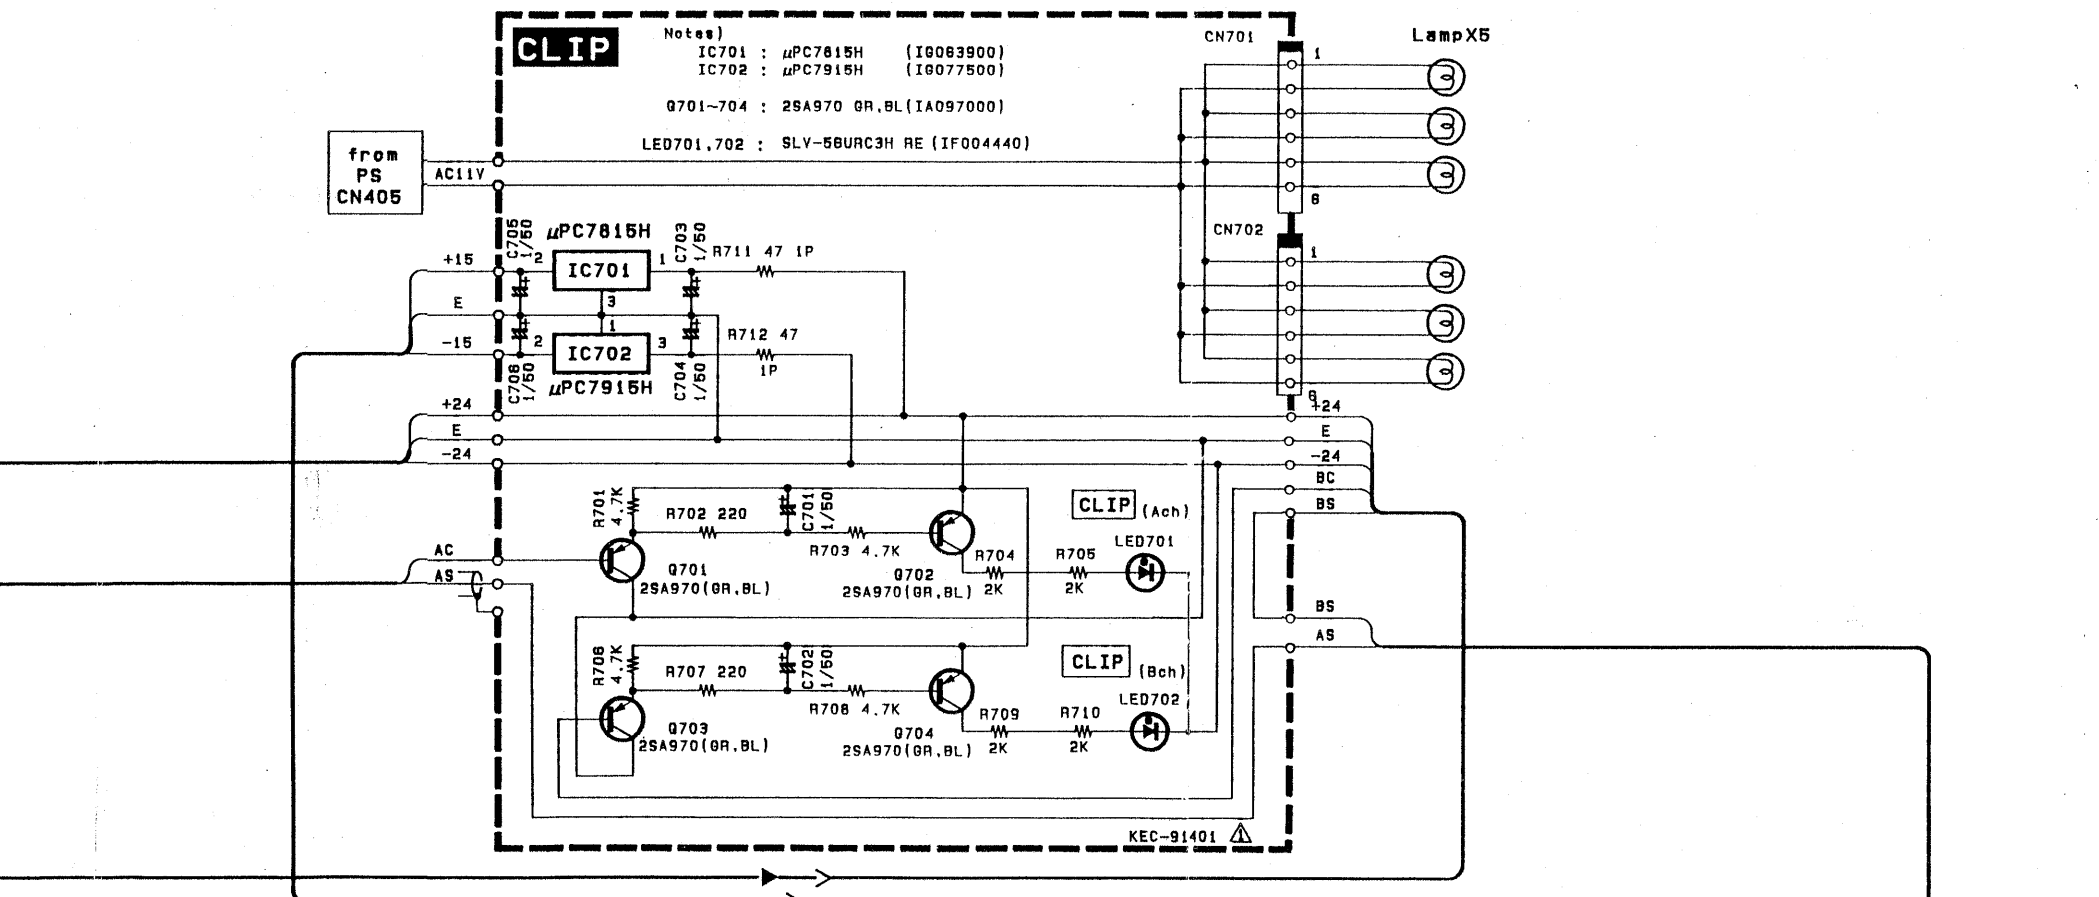 CLIP
Notes)
IC701 : μPC7815H (IG083900)
IC702 : μPC7915H (IG077500)
Q701~704 : 2SA970 GR,BL(IA097000)
LED701,702 : SLV-56URC3H RE (IF004440)
CN701
LampX5
1
6
from
PS
CN405
AC11V
CN702
1
6
C705
1/50
μPC7815H
C703
1/50
R711 47 1P
+15
2
IC701
1
E
3
1
R712 47
1P
-15
2
IC702
3
C706
1/50
μPC7915H
C704
1/50
+24
E
-24
+24
E
-24
BC
BS
R701
4.7K
R702 220
C701
1/50
R703 4.7K
CLIP (Ach)
LED701
AC
AS
Q701
2SA970(GR,BL)
Q702
2SA970(GR,BL)
R704
2K
R705
2K
BS
AS
R706
4.7K
R707 220
C702
1/50
R708 4.7K
CLIP (Bch)
LED702
Q703
2SA970(GR,BL)
Q704
2SA970(GR,BL)
R709
2K
R710
2K
KEC-91401 1